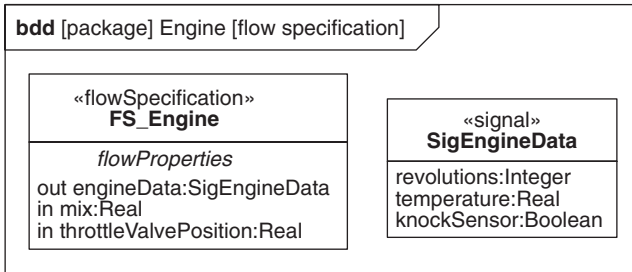 bdd [package] Engine [flow specification]
«flowSpecification»
FS_Engine
flowProperties
out engineData:SigEngineData
in mix:Real
in throttleValvePosition:Real
«signal»
SigEngineData
revolutions:Integer
temperature:Real
knockSensor:Boolean